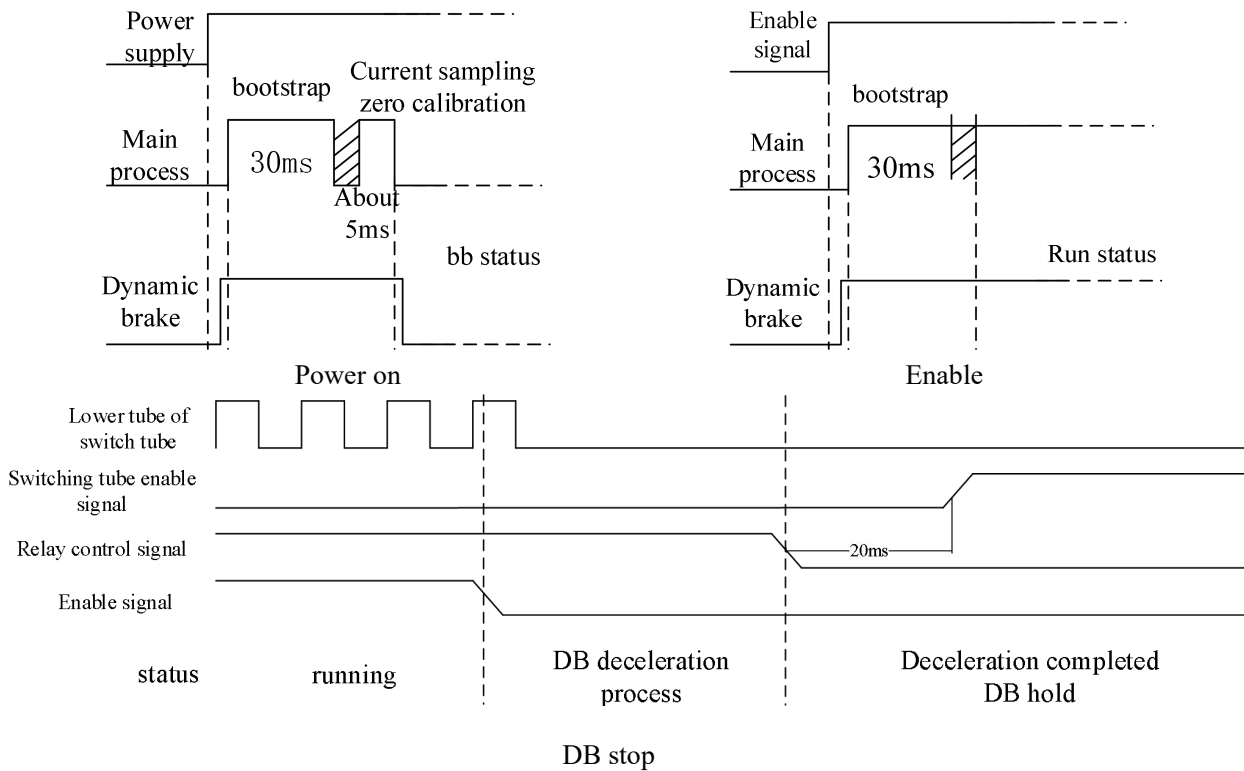 Power
supply
bootstrap
Current sampling
zero calibration
Main
process
30ms
About
5ms
bb status
Dynamic
brake
Power on
Enable
signal
bootstrap
Main
process
30ms
Run status
Dynamic
brake
Enable
Lower tube of
switch tube
Switching tube enable
signal
Relay control signal
20ms
Enable signal
status
running
DB deceleration
process
Deceleration completed
DB hold
DB stop